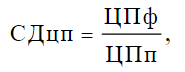 СДцп = ЦПф / ЦПп,